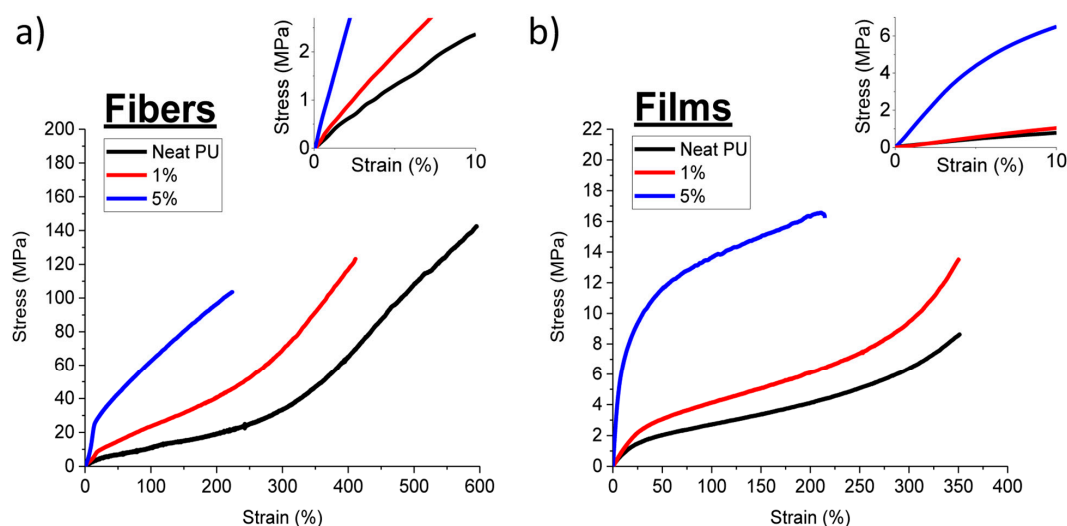 a)
Fibers
Neat PU
1%
5%
Stress (MPa)
200
180
160
140
120
100
80
60
40
20
0
0 100 200 300 400 500 600
Strain (%)
Stress (MPa)
2
1
0
0 10
Strain (%)
b)
Films
Neat PU
1%
5%
Stress (MPa)
22
20
18
16
14
12
10
8
6
4
2
0
0 50 100 150 200 250 300 350 400
Strain (%)
Stress (MPa)
6
4
2
0
0 10
Strain (%)